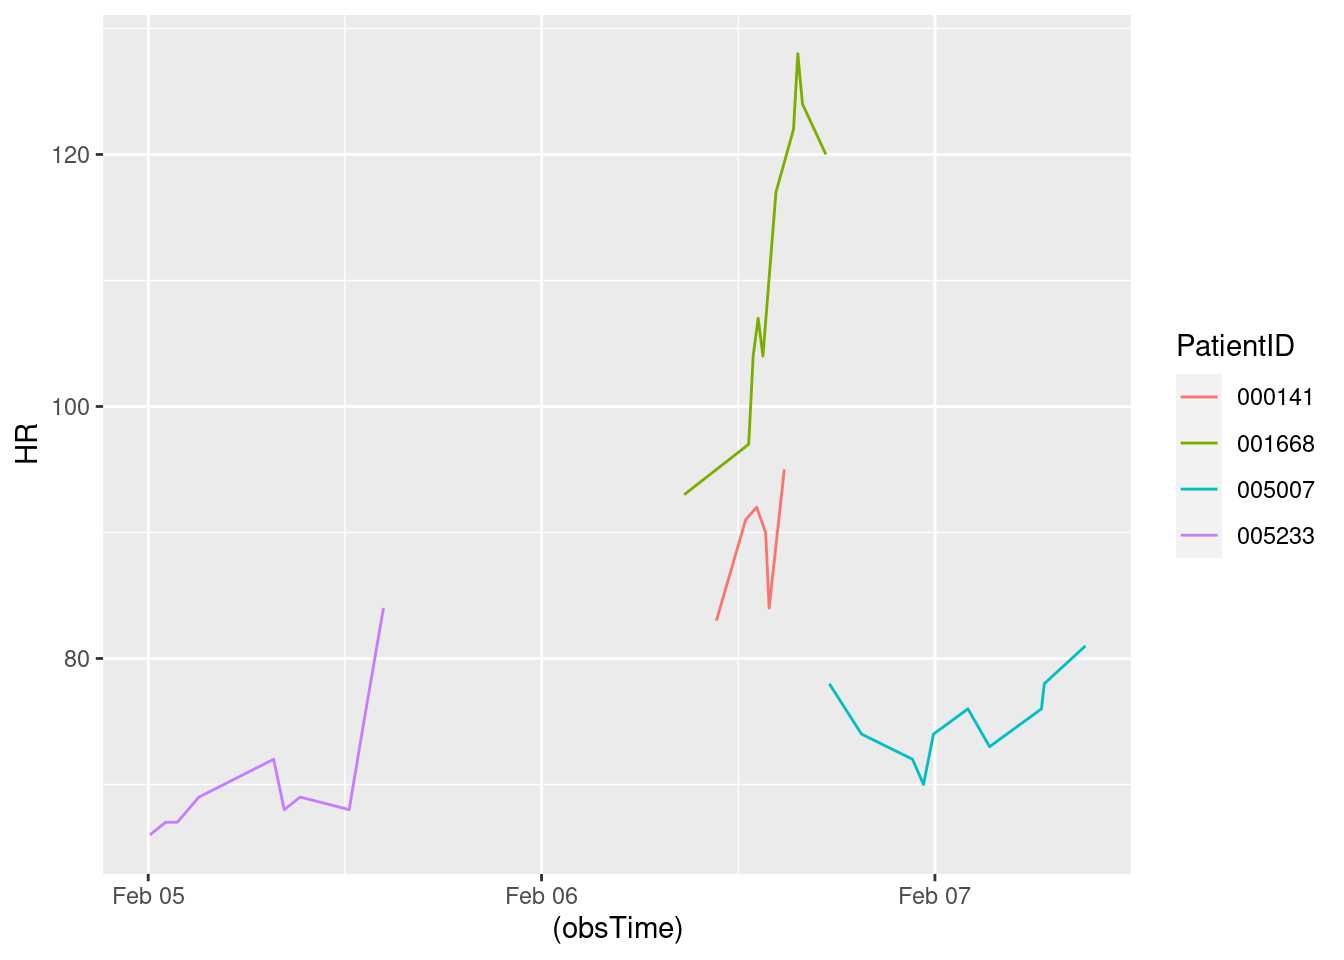 120
100
80
HR
Feb 05
Feb 06
Feb 07
(obsTime)
PatientID
000141
001668
005007
005233